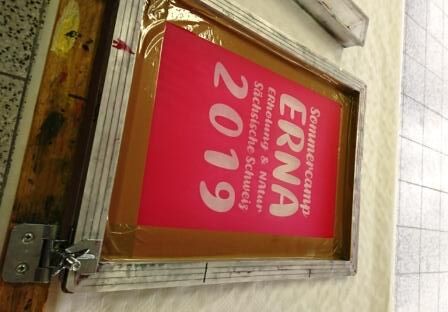 Sommercamp
ERNA
ERholung & NAtur
Sächsische Schweiz
2019